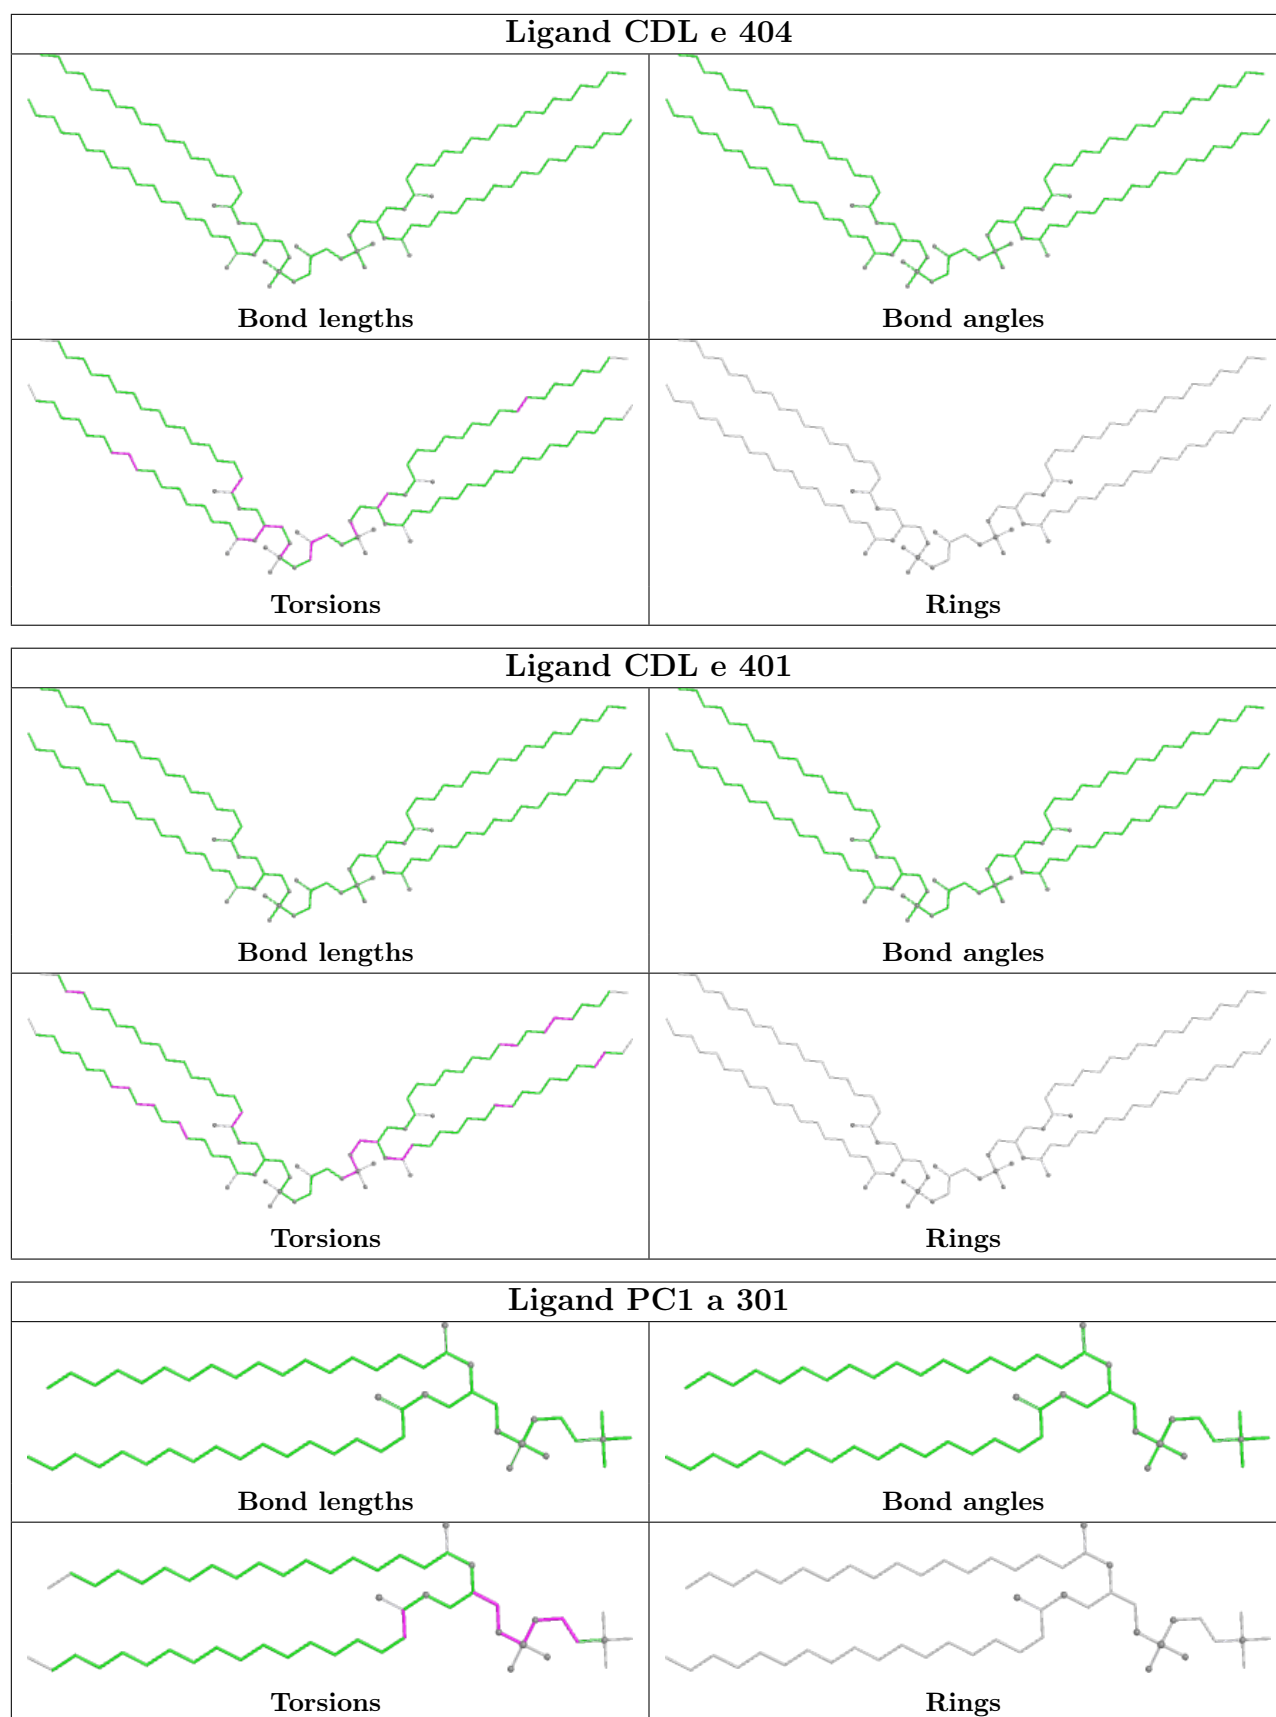 Ligand CDL e 404
Bond lengths
Bond angles
Torsions
Rings
Ligand CDL e 401
Bond lengths
Bond angles
Torsions
Rings
Ligand PC1 a 301
Bond lengths
Bond angles
Torsions
Rings